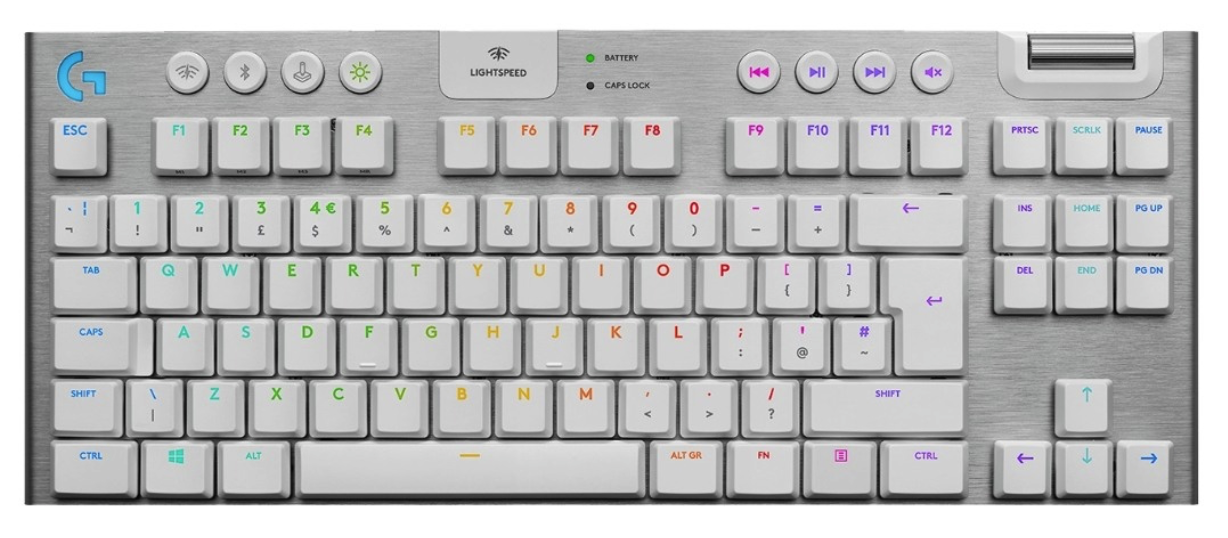 LIGHTSPEED
BATTERY
CAPS LOCK
ESC F1 F2 F3 F4 F5 F6 F7 F8 F9 F10 F11 F12 PRTSC SCRLK PAUSE
` ¦ 1 2 3 4 € 5 6 7 8 9 0 - = ← INS HOME PG UP
¬ ! " £ $ % ^ & * ( ) _ +
TAB Q W E R T Y U I O P [ ] DEL END PG DN
{ }
CAPS A S D F G H J K L ; ' #
: @ ~
SHIFT \ Z X C V B N M , . / SHIFT ↑
| < > ?
CTRL ALT ALT GR FN CTRL ← ↓ →